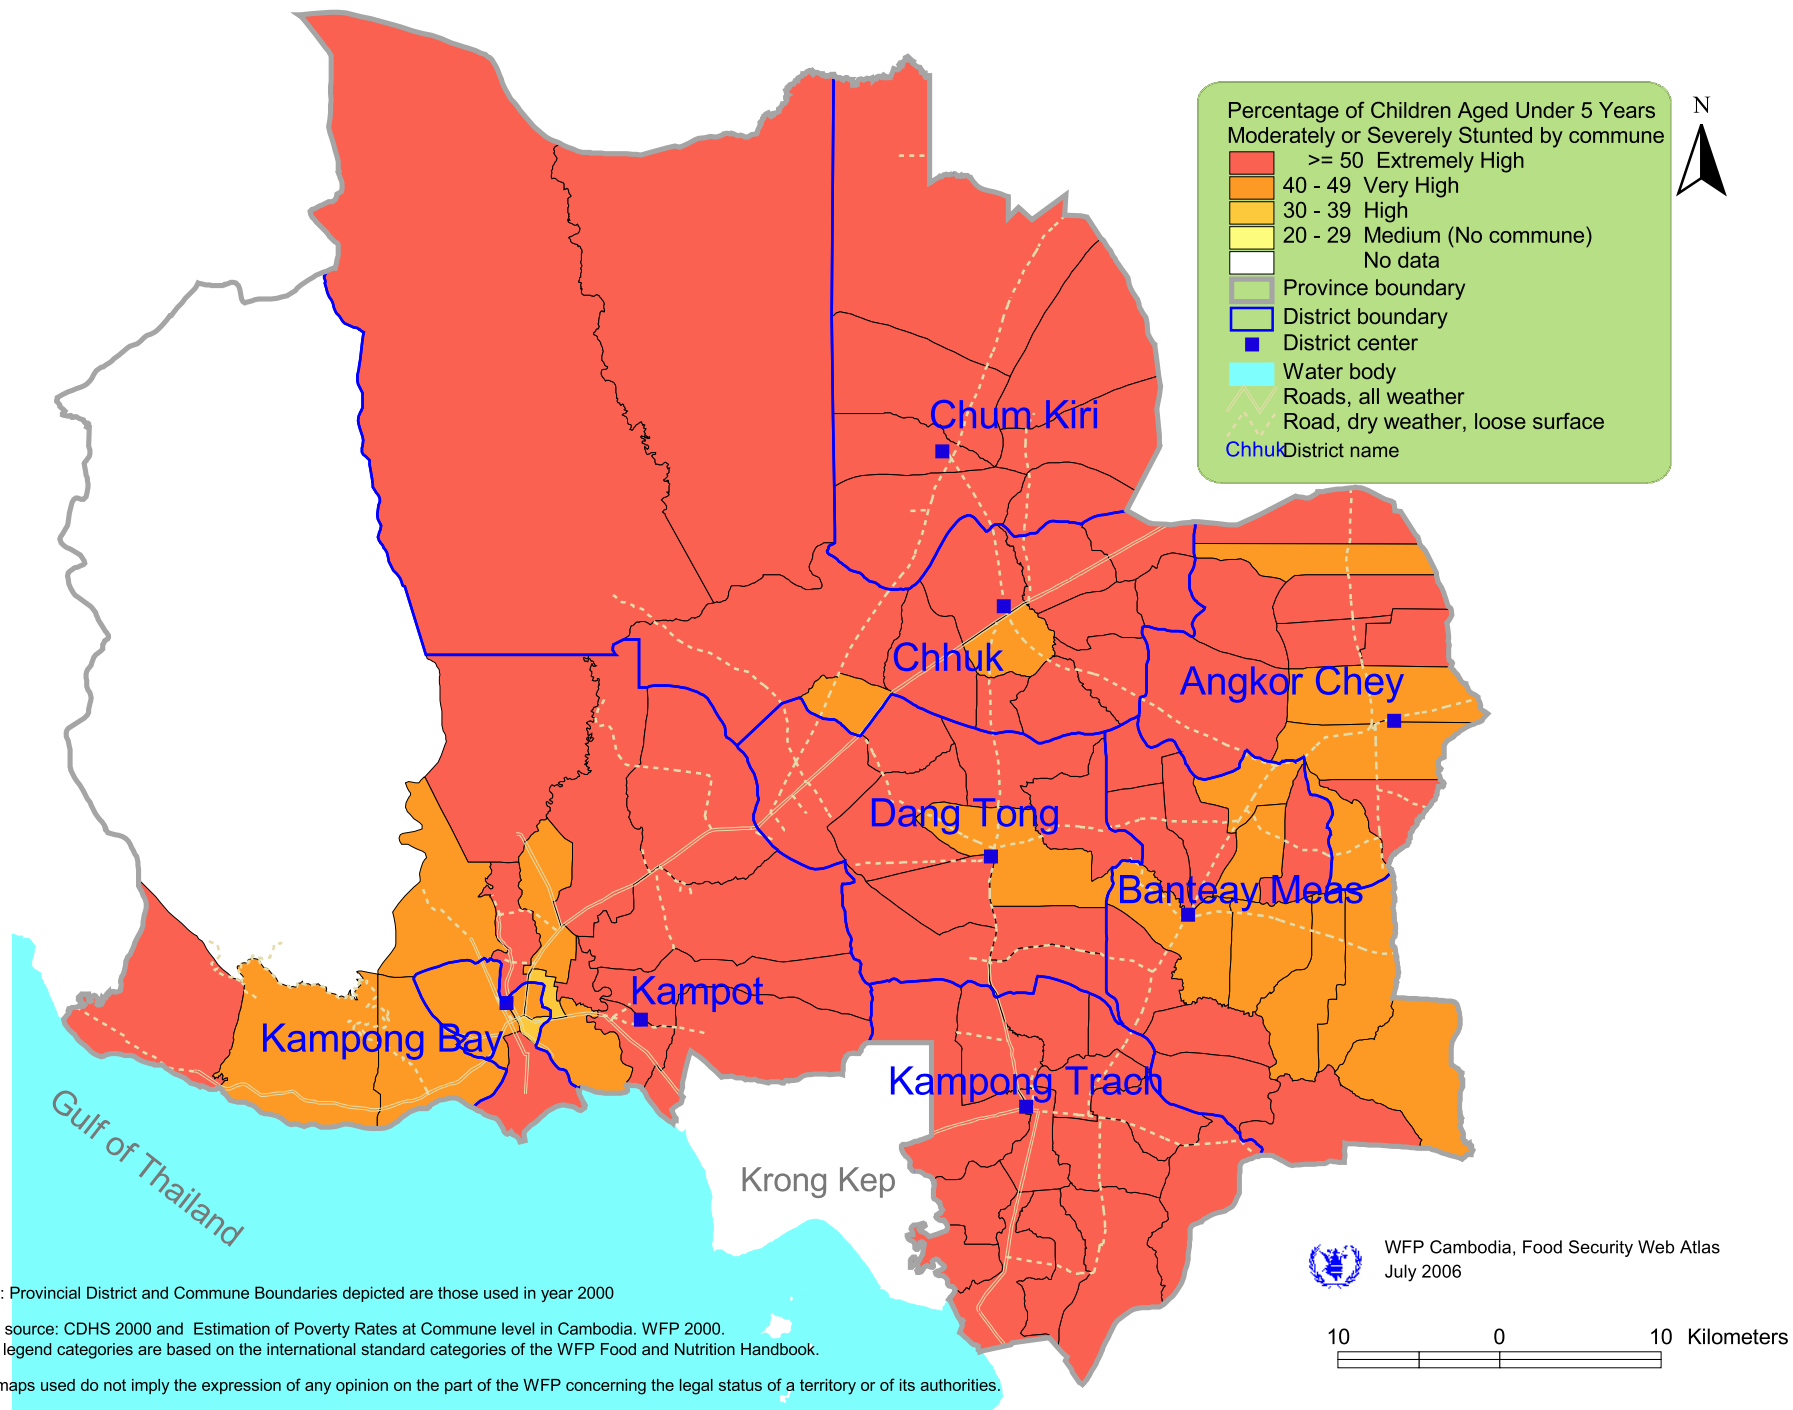 Percentage of Children Aged Under 5 Years
Moderately or Severely Stunted by commune
>= 50 Extremely High
40 - 49 Very High
30 - 39 High
20 - 29 Medium (No commune)
No data
Province boundary
District boundary
District center
Water body
Roads, all weather
Road, dry weather, loose surface
Chhuk District name
N
Chum Kiri
Chhuk
Angkor Chey
Dang Tong
Banteay Meas
Kampot
Kampong Bay
Kampong Trach
Gulf of Thailand
Krong Kep
WFP Cambodia, Food Security Web Atlas
July 2006
: Provincial District and Commune Boundaries depicted are those used in year 2000
source: CDHS 2000 and Estimation of Poverty Rates at Commune level in Cambodia. WFP 2000.
legend categories are based on the international standard categories of the WFP Food and Nutrition Handbook.
maps used do not imply the expression of any opinion on the part of the WFP concerning the legal status of a territory or of its authorities.
10 0 10 Kilometers